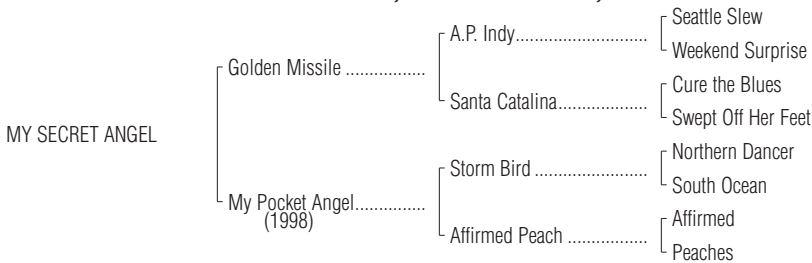 Seattle Slew
A.P. Indy...................
Weekend Surprise
Golden Missile ................
Cure the Blues
Santa Catalina....................
Swept Off Her Feet
MY SECRET ANGEL
Northern Dancer
Storm Bird .......................
South Ocean
My Pocket Angel..............
(1998)
Affirmed
Affirmed Peach ................
Peaches